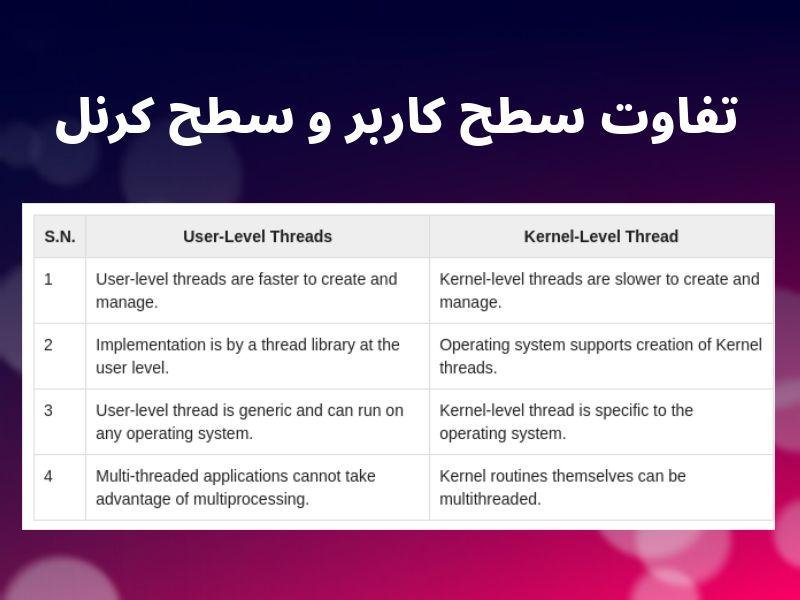 تفاوت سطح کاربر و سطح کرنل
S.N. User-Level Threads Kernel-Level Thread
1 User-level threads are faster to create and Kernel-level threads are slower to create and
manage. manage.
2 Implementation is by a thread library at the Operating system supports creation of Kernel
user level. threads.
3 User-level thread is generic and can run on Kernel-level thread is specific to the
any operating system. operating system.
4 Multi-threaded applications cannot take Kernel routines themselves can be
advantage of multiprocessing. multithreaded.